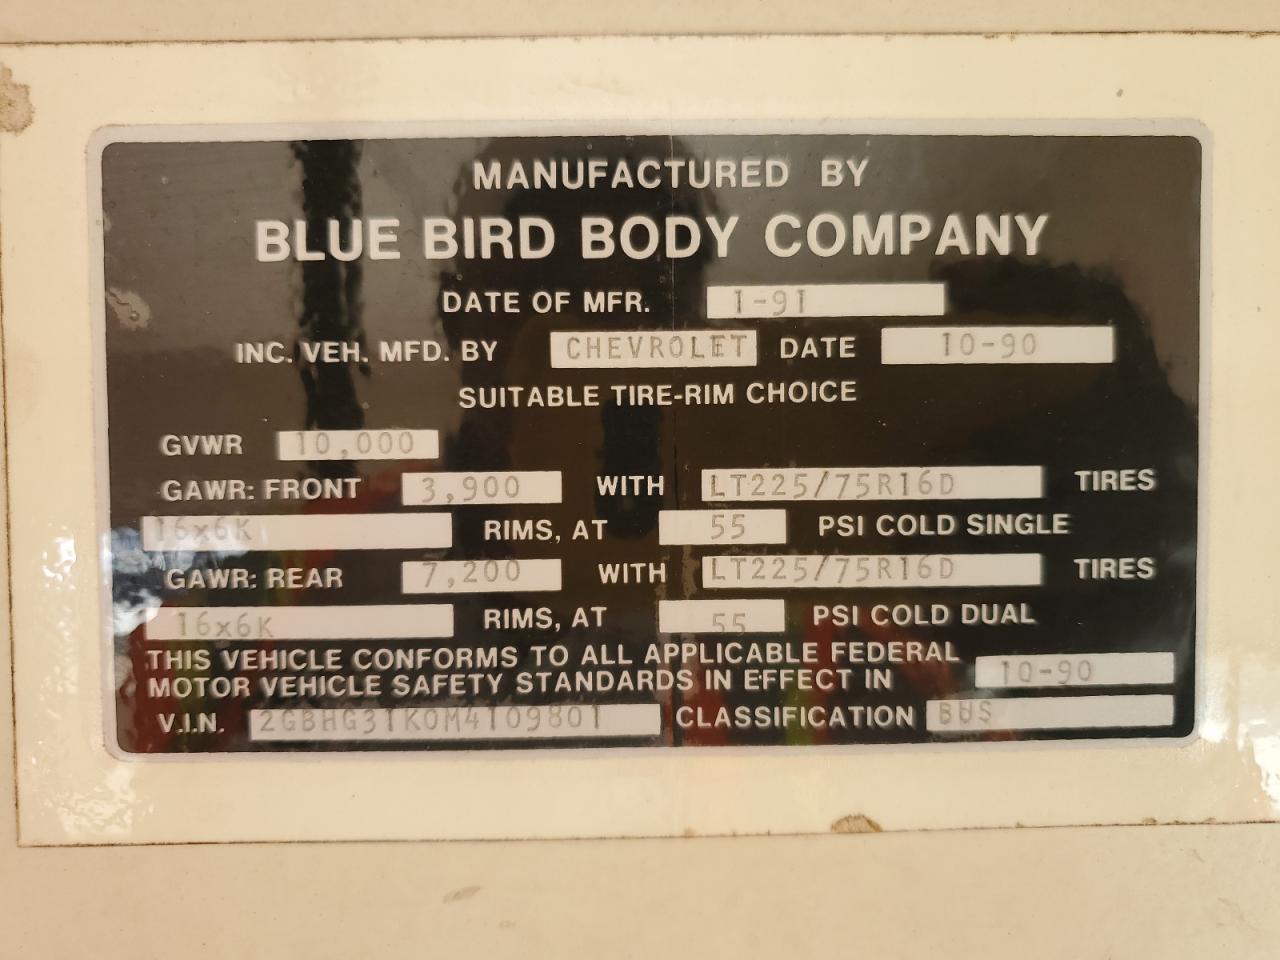 MANUFACTURED BY
BLUE BIRD BODY COMPANY
DATE OF MFR. 1-91
INC. VEH. MFD. BY CHEVROLET DATE 10-90
SUITABLE TIRE-RIM CHOICE
GVWR 10,000
GAWR: FRONT 3,900 WITH LT225/75R16D TIRES
16x6K RIMS, AT 55 PSI COLD SINGLE
GAWR: REAR 7,200 WITH LT225/75R16D TIRES
16x6K RIMS, AT 55 PSI COLD DUAL
THIS VEHICLE CONFORMS TO ALL APPLICABLE FEDERAL
MOTOR VEHICLE SAFETY STANDARDS IN EFFECT IN 10-90
V.I.N. 2GBHG31K0M4109801 CLASSIFICATION BUS